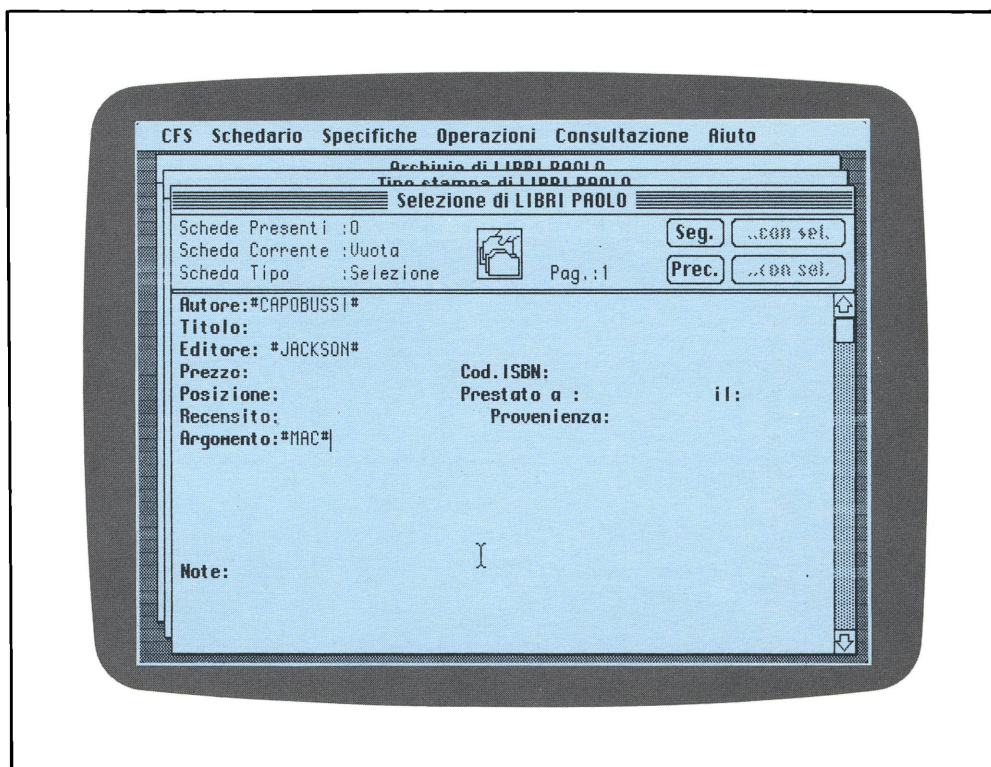 CFS Schedario Specifiche Operazioni Consultazione Aiuto
Archivio di LIBRI PAOLO
Tipo stampa di LIBRI PAOLO
Selezione di LIBRI PAOLO
Schede Presenti :0
Seg. ..con sel.
Scheda Corrente :Vuota
Scheda Tipo :Selezione Pag.:1 Prec. ..con sel.
Autore:*CAPOBUSSI*
Titolo:
Editore: *JACKSON*
Prezzo: Cod.ISBN:
Posizione: Prestato a : il:
Recensito: Provenienza:
Argomento:*MAC*
Note: